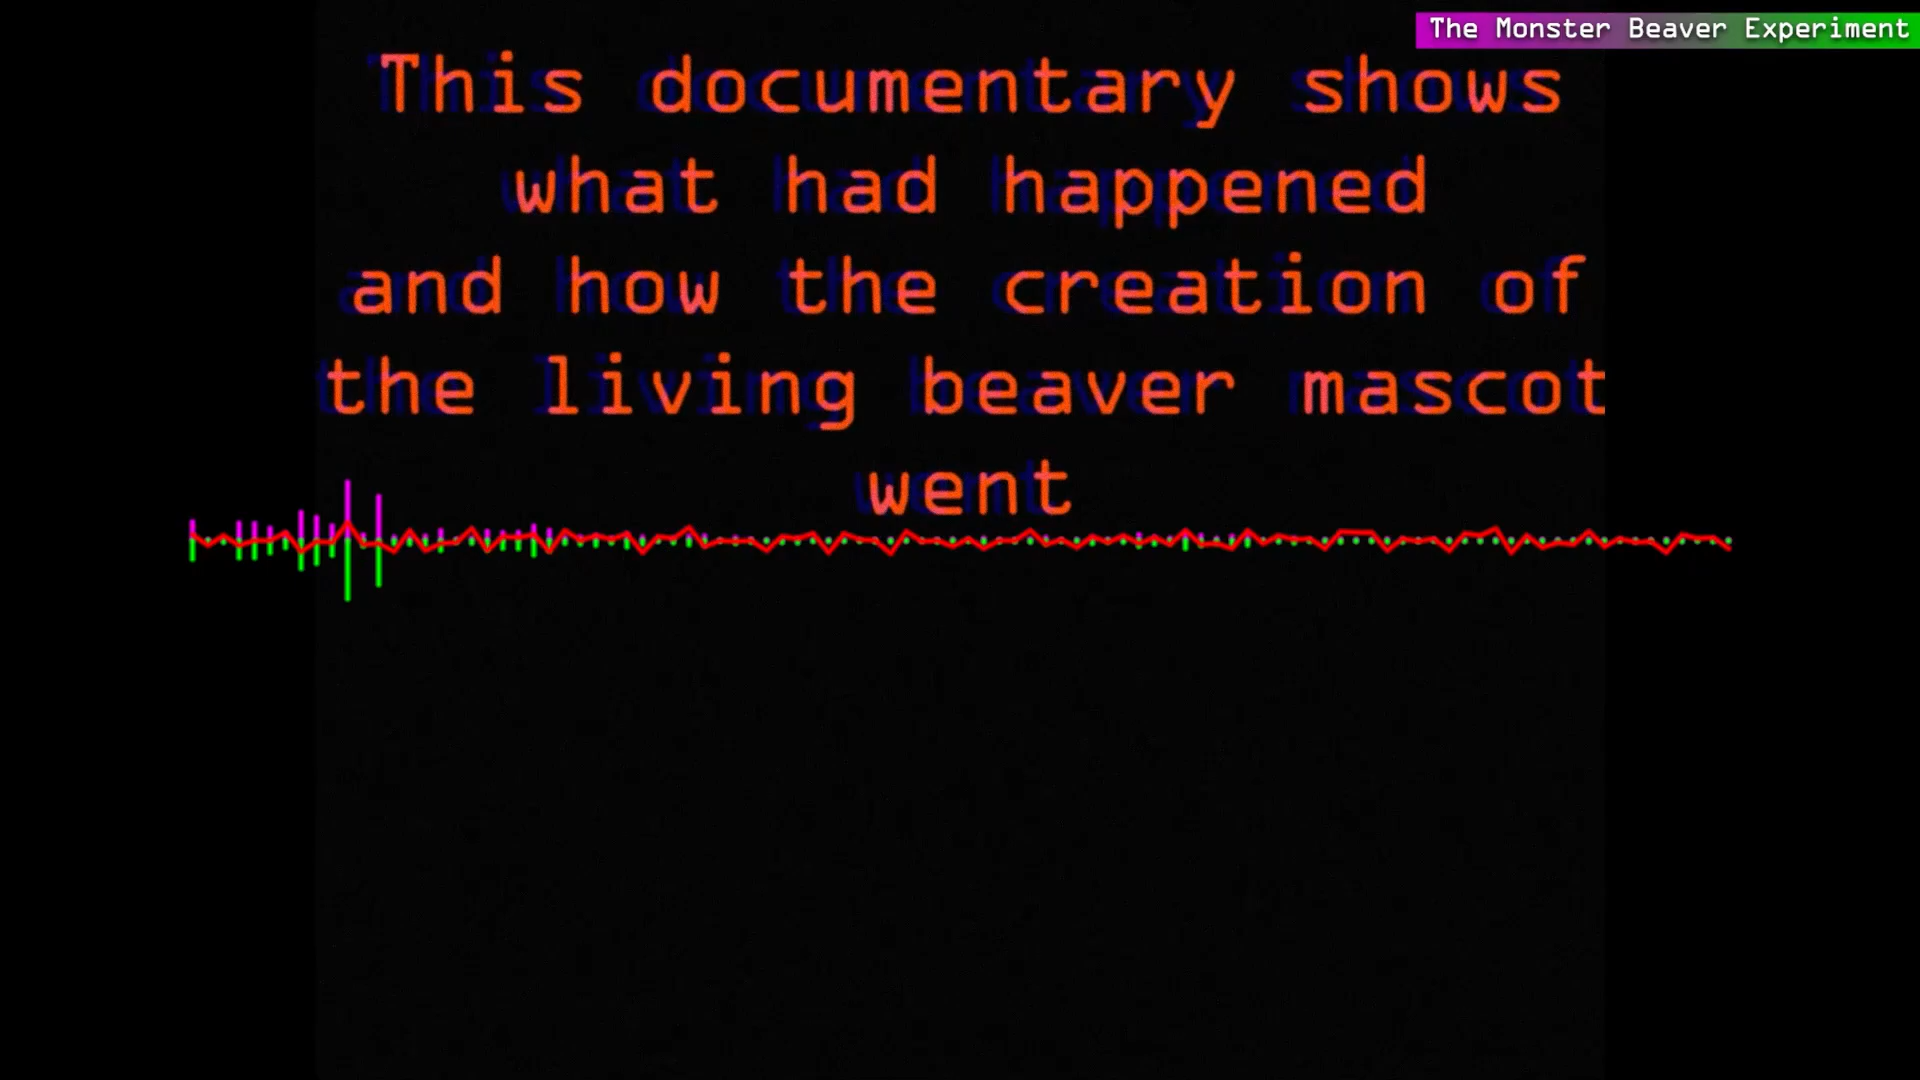 The Monster Beaver Experiment
This documentary shows
what had happened
and how the creation of
the living beaver mascot
went